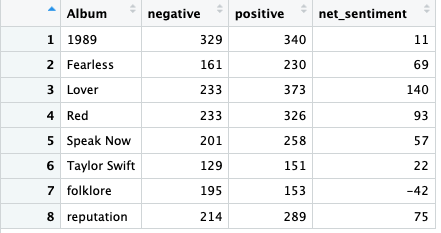 Album negative positive net_sentiment
1 1989 329 340 11
2 Fearless 161 230 69
3 Lover 233 373 140
4 Red 233 326 93
5 Speak Now 201 258 57
6 Taylor Swift 129 151 22
7 folklore 195 153 -42
8 reputation 214 289 75